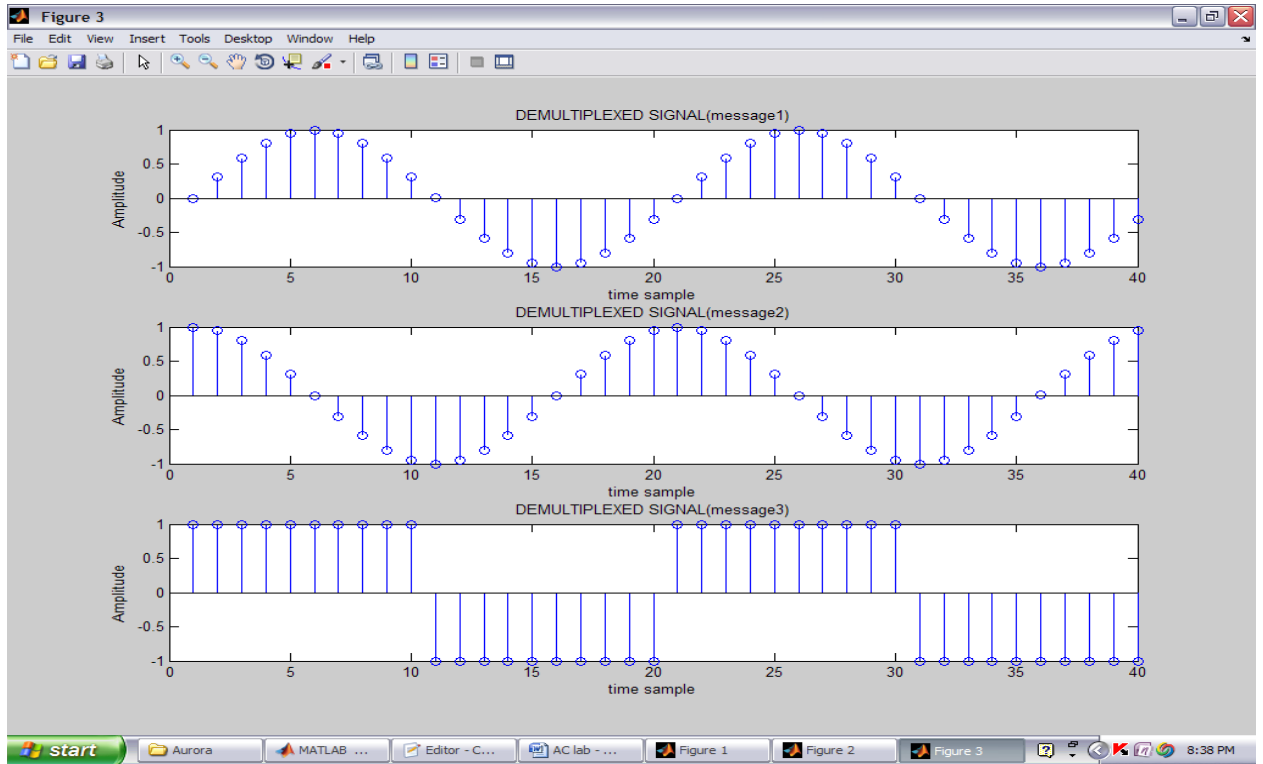 Figure 3
File Edit View Insert Tools Desktop Window Help
DEMULTIPLEXED SIGNAL(message1)
1
0.5
0
-0.5
-1
Amplitude
0 5 10 15 20 25 30 35 40
time sample
DEMULTIPLEXED SIGNAL(message2)
1
0.5
0
-0.5
-1
Amplitude
0 5 10 15 20 25 30 35 40
time sample
DEMULTIPLEXED SIGNAL(message3)
1
0.5
0
-0.5
-1
Amplitude
0 5 10 15 20 25 30 35 40
time sample
start Aurora MATLAB ... Editor - C... AC lab - ... Figure 1 Figure 2 Figure 3 8:38 PM